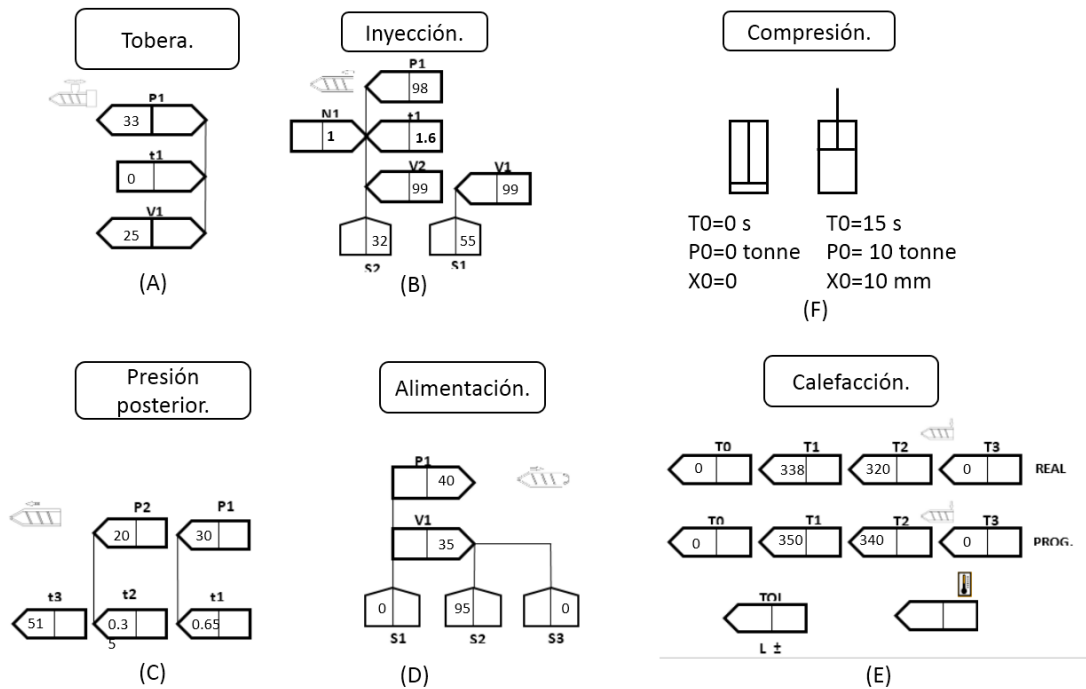 Tobera.
P1
33
t1
0
V1
25
(A)
Inyección.
P1
98
N1
1
t1
1.6
V2
99
V1
99
32
55
S2
S1
(B)
Compresión.
T0=0 s
P0=0 tonne
X0=0
T0=15 s
P0= 10 tonne
X0=10 mm
(F)
Presión
posterior.
P2
20
P1
30
t3
51
t2
0.3
5
t1
0.65
(C)
Alimentación.
P1
40
V1
35
0
95
0
S1
S2
S3
(D)
Calefacción.
T0
T1
T2
T3
0
338
320
0
REAL
T0
T1
T2
T3
0
350
340
0
PROG.
TOL
L ±
(E)